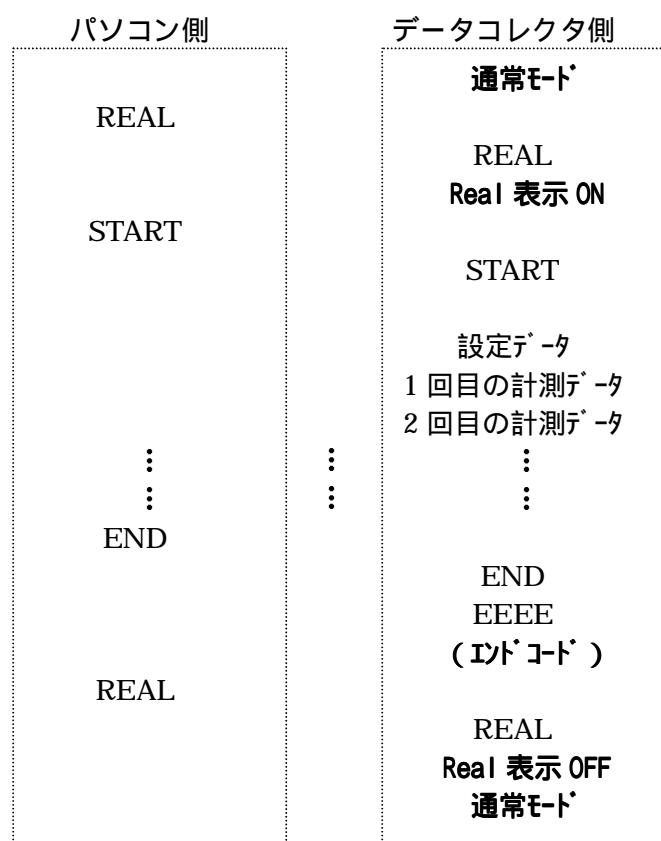 パソコン側 データコレクタ側
通常ﾓｰﾄﾞ
REAL
REAL
Real 表示 ON
START
START
設定ﾃﾞｰﾀ
1 回目の計測ﾃﾞｰﾀ
2 回目の計測ﾃﾞｰﾀ
⋮ ⋮ ⋮
⋮ ⋮ ⋮
END
END
EEEE
(ｴﾝﾄﾞｺｰﾄﾞ)
REAL
REAL
Real 表示 OFF
通常ﾓｰﾄﾞ